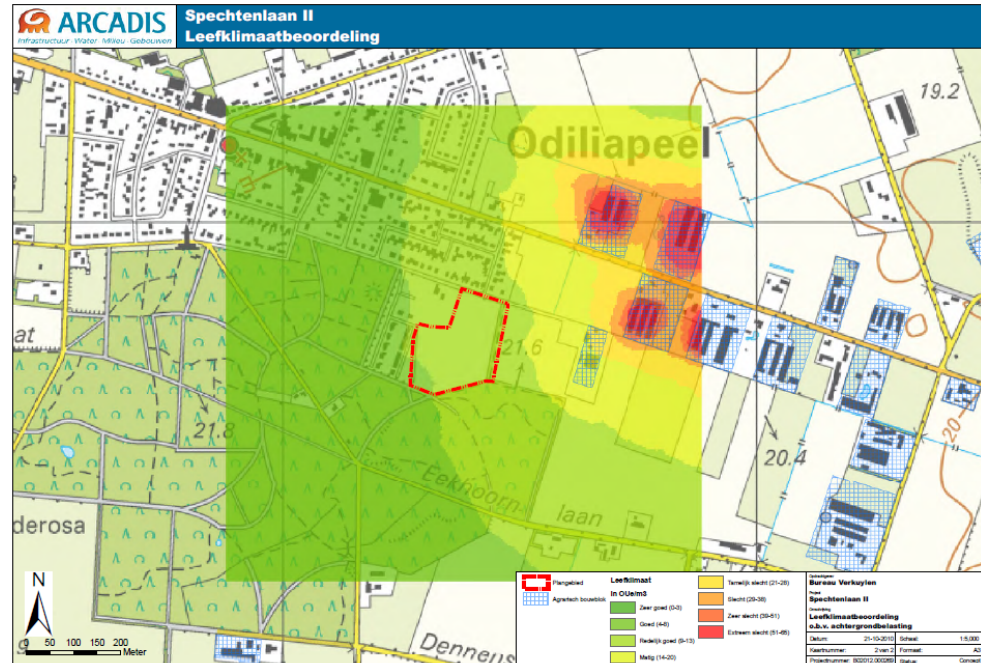 ARCADIS
Infrastructuur · Water · Milieu · Gebouwen
Spechtenlaan II
Leefklimaatbeoordeling
Odiliapeel
19.2
21.6
21.8
20.4
20
at
derosa
Eekhoorn-
laan
Dennens
N
0 50 100 150 200
Meter
Plangebied
Agrarisch bouwblok
Leefklimaat
in OUe/m3
Zeer goed (0-3)
Goed (4-8)
Redelijk goed (9-13)
Matig (14-20)
Tamelijk slecht (21-28)
Slecht (29-38)
Zeer slecht (39-51)
Extreem slecht (51-65)
Bureau Verkuylen
Project
Spechtenlaan II
Leefklimaatbeoordeling
o.b.v. achtergrondbelasting
Datum: 21-10-2010 Schaal: 1:5.000
Kaartnummer: 2 van 2 Formaat: A3
Projectnummer: B02012.000269 Status: Concept